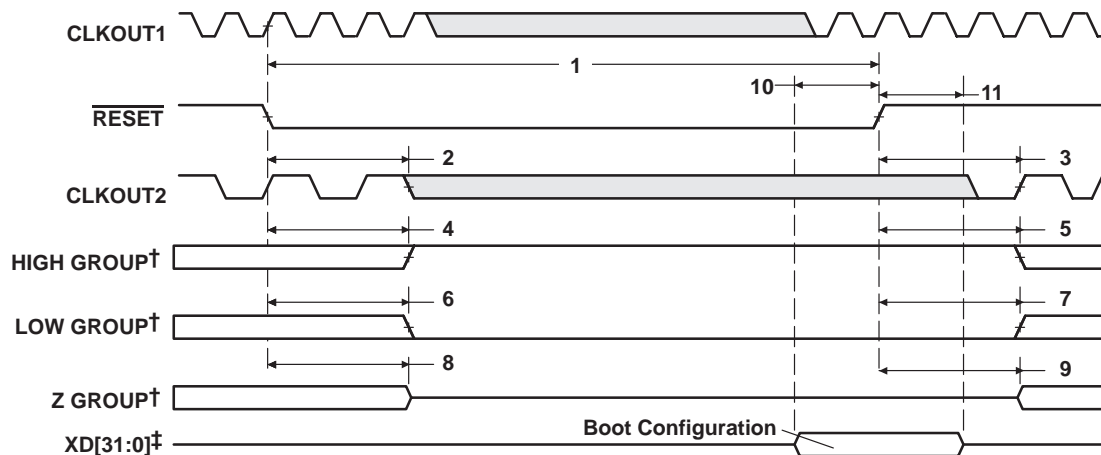 CLKOUT1
1
10
11
RESET
2
3
CLKOUT2
4
5
HIGH GROUP†
6
7
LOW GROUP†
8
9
Z GROUP†
Boot Configuration
XD[31:0]‡